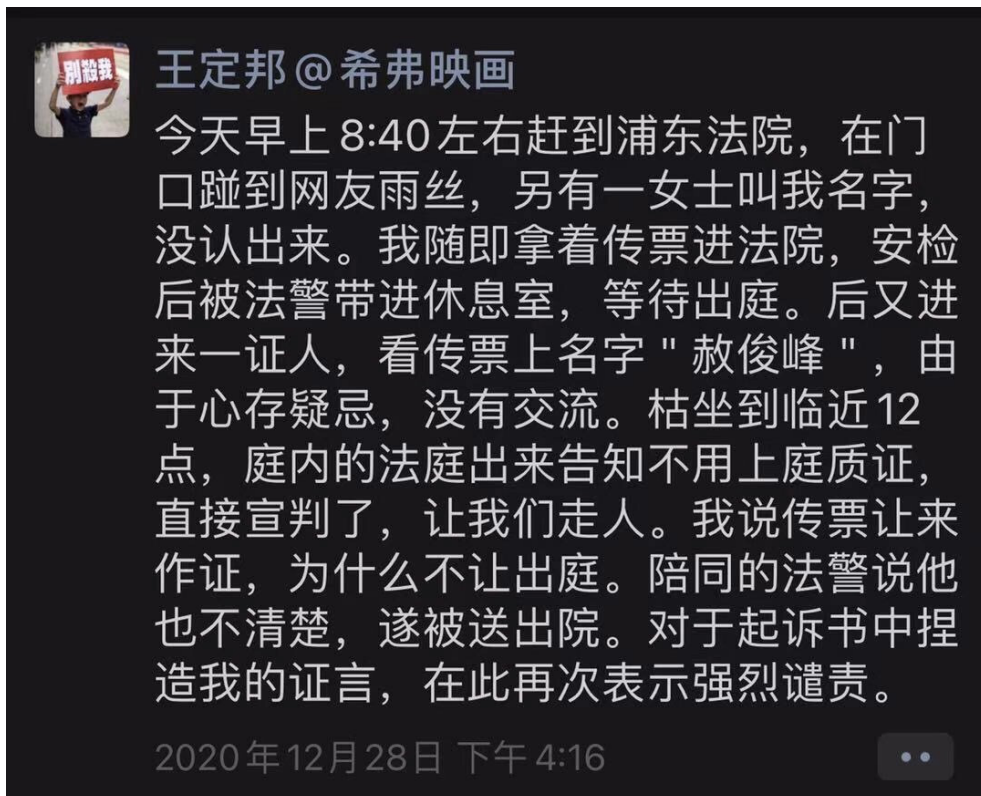 别殺我
王定邦@希弗映画
今天早上8:40左右赶到浦东法院，在门
口踫到网友雨丝，另有一女士叫我名字，
没认出来。我随即拿着传票进法院，安检
后被法警带进休息室，等待出庭。后又进
来一证人，看传票上名字＂赦俊峰＂，由
于心存疑忌，没有交流。枯坐到临近12
点，庭内的法庭出来告知不用上庭质证，
直接宣判了，让我们走人。我说传票让来
作证，为什么不让出庭。陪同的法警说他
也不清楚，遂被送出院。对于起诉书中捏
造我的证言，在此再次表示强烈谴责。
2020年12月28日 下午4:16